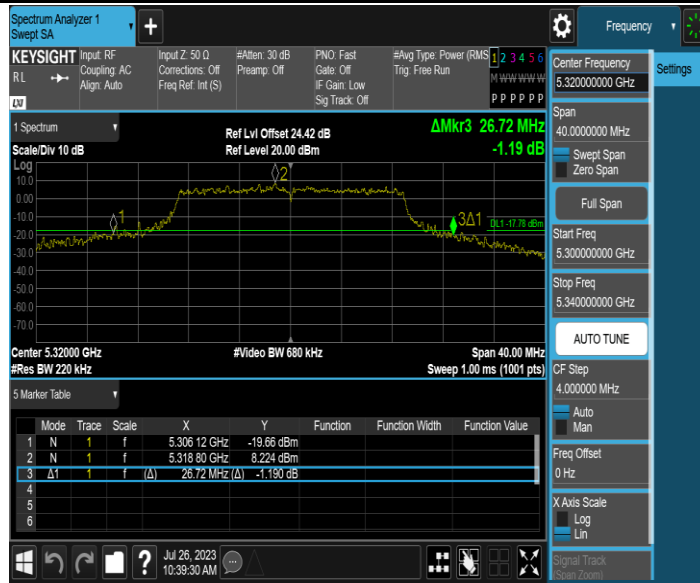 Spectrum Analyzer 1
Swept SA
+
Frequency
KEYSIGHT
RL
LXI
Input: RF
Coupling: AC
Align: Auto
Input Z: 50 Ω
Corrections: Off
Freq Ref: Int (S)
#Atten: 30 dB
Preamp: Off
PNO: Fast
Gate: Off
IF Gain: Low
Sig Track: Off
#Avg Type: Power (RMS
Trig: Free Run
1 2 3 4 5 6
M W W W W W
P P P P P P
1 Spectrum
Scale/Div 10 dB
Ref Lvl Offset 24.42 dB
Ref Level 20.00 dBm
ΔMkr3 26.72 MHz
-1.19 dB
Log
10.0
0.00
-10.0
-20.0
-30.0
-40.0
-50.0
-60.0
-70.0
1
2
3Δ1
DL1 -17.78 dBm
Center 5.32000 GHz
#Video BW 680 kHz
Span 40.00 MHz
#Res BW 220 kHz
Sweep 1.00 ms (1001 pts)
5 Marker Table
Mode Trace Scale X Y Function Function Width Function Value
1 N 1 f 5.306 12 GHz -19.66 dBm
2 N 1 f 5.318 80 GHz 8.224 dBm
3 Δ1 1 f (Δ) 26.72 MHz (Δ) -1.190 dB
4
5
6
?
Jul 26, 2023
10:39:30 AM
Center Frequency
5.320000000 GHz
Settings
Span
40.0000000 MHz
Swept Span
Zero Span
Full Span
Start Freq
5.300000000 GHz
Stop Freq
5.340000000 GHz
AUTO TUNE
CF Step
4.000000 MHz
Auto
Man
Freq Offset
0 Hz
X Axis Scale
Log
Lin
Signal Track
(Span Zoom)